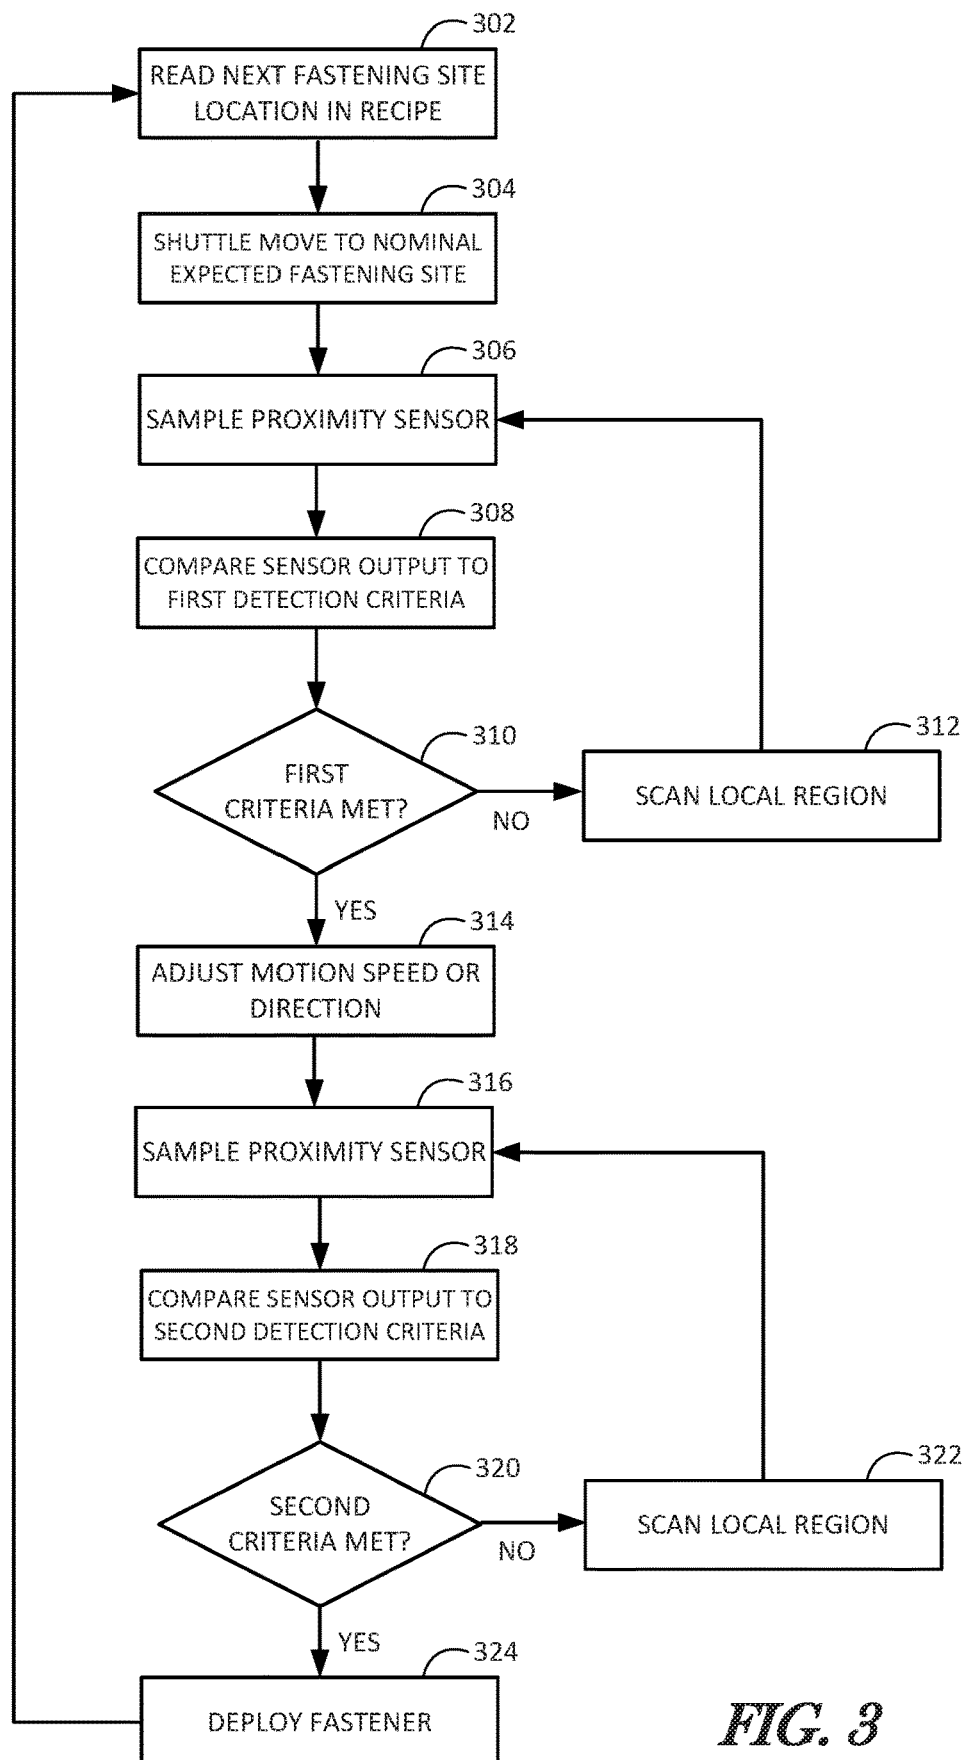 302
READ NEXT FASTENING SITE
LOCATION IN RECIPE
304
SHUTTLE MOVE TO NOMINAL
EXPECTED FASTENING SITE
306
SAMPLE PROXIMITY SENSOR
308
COMPARE SENSOR OUTPUT TO
FIRST DETECTION CRITERIA
310
FIRST
CRITERIA MET?
NO
312
SCAN LOCAL REGION
YES
314
ADJUST MOTION SPEED OR
DIRECTION
316
SAMPLE PROXIMITY SENSOR
318
COMPARE SENSOR OUTPUT TO
SECOND DETECTION CRITERIA
320
SECOND
CRITERIA MET?
NO
322
SCAN LOCAL REGION
YES
324
DEPLOY FASTENER
FIG. 3